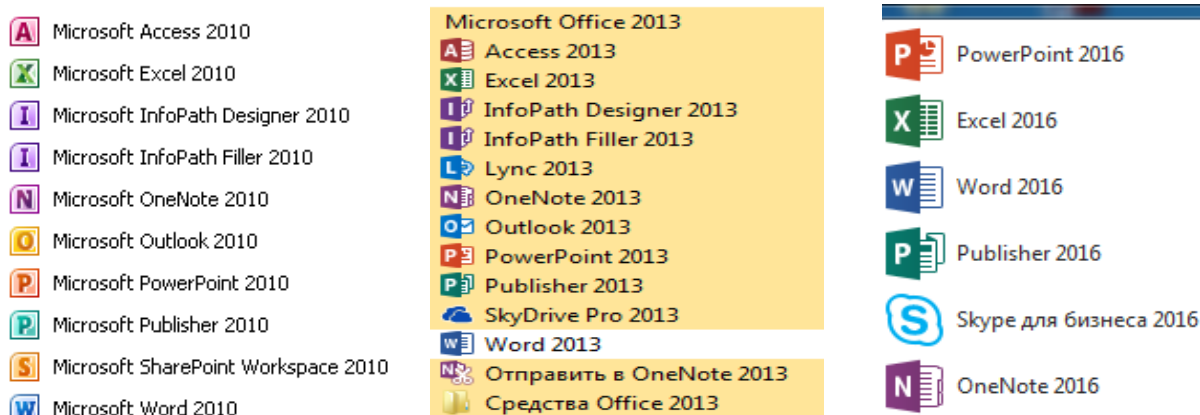 Microsoft Access 2010
Microsoft Excel 2010
Microsoft InfoPath Designer 2010
Microsoft InfoPath Filler 2010
Microsoft OneNote 2010
Microsoft Outlook 2010
Microsoft PowerPoint 2010
Microsoft Publisher 2010
Microsoft SharePoint Workspace 2010
Microsoft Word 2010
Microsoft Office 2013
Access 2013
Excel 2013
InfoPath Designer 2013
InfoPath Filler 2013
Lync 2013
OneNote 2013
Outlook 2013
PowerPoint 2013
Publisher 2013
SkyDrive Pro 2013
Word 2013
Отправить в OneNote 2013
Средства Office 2013
PowerPoint 2016
Excel 2016
Word 2016
Publisher 2016
Skype для бизнеса 2016
OneNote 2016